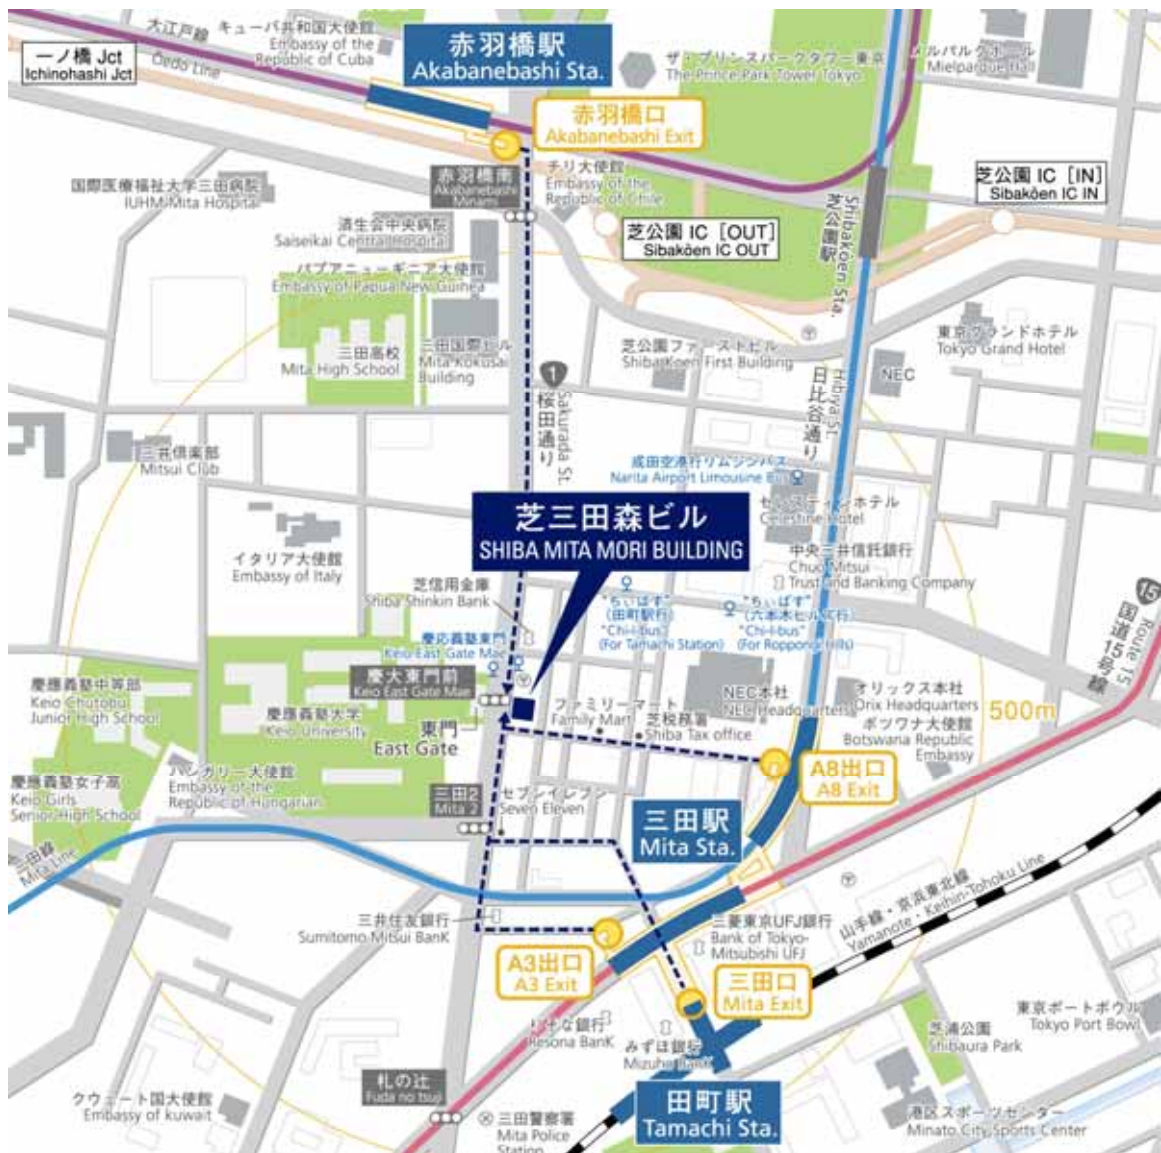 大江戸線
Ōedo Line
キューバ共和国大使館
Embassy of the
Republic of Cuba
一ノ橋 Jct
Ichinohashi Jct
赤羽橋駅
Akabanebashi Sta.
ザ・プリンスパークタワー東京
The Prince Park Tower Tokyo
メルパルクホール
Mielparque Hall
赤羽橋口
Akabanebashi Exit
赤羽橋南
Akabanebashi
Minami
チリ大使館
Embassy of the
Republic of Chile
国際医療福祉大学三田病院
IUHM Mita Hospital
済生会中央病院
Saiseikai Central Hospital
芝公園 IC [IN]
Sibakōen IC IN
芝公園 IC [OUT]
Sibakōen IC OUT
芝公園駅
Shibakōen Sta.
パプアニューギニア大使館
Embassy of Papua New Guinea
三田高校
Mita High School
三田国際ビル
Mita Kokusai
Building
芝公園ファーストビル
Shiba Koen First Building
東京グランドホテル
Tokyo Grand Hotel
NEC
1
桜田通り
Sakurada St.
日比谷通り
Hibiya St.
三井倶楽部
Mitsui Club
成田空港行リムジンバス
Narita Airport Limousine Bus
セレスティンホテル
Celestine Hotel
芝三田森ビル
SHIBA MITA MORI BUILDING
イタリア大使館
Embassy of Italy
中央三井信託銀行
Chuo Mitsui
Trust and Banking Company
芝信用金庫
Shiba Shinkin Bank
"ちぃばす"
(田町駅行)
"Chi-i-bus"
(For Tamachi Station)
"ちぃばす"
(六本木ヒルズ行)
"Chi-i-bus"
(For Roppongi Hills)
15
国道15号線
Route 15
慶応義塾東門
Keio East Gate Mae
慶大東門前
Keio East Gate Mae
慶應義塾中等部
Keio Chutobu
Junior High School
慶應義塾大学
Keio University
東門
East Gate
ファミリーマート
Family Mart
芝税務署
Shiba Tax office
NEC本社
NEC Headquarters
オリックス本社
Orix Headquarters
ボツワナ大使館
Botswana Republic
Embassy
500m
慶應義塾女子高
Keio Girls
Senior High School
ハンガリー大使館
Embassy of the
Republic of Hungarian
三田2
Mita 2
セブンイレブン
Seven Eleven
A8出口
A8 Exit
三田駅
Mita Sta.
三田線
Mita Line
三井住友銀行
Sumitomo Mitsui BanK
三菱東京UFJ銀行
Bank of Tokyo-
Mitsubishi UFJ
山手線・京浜東北線
Yamanote・Keihin-Tohoku Line
A3出口
A3 Exit
三田口
Mita Exit
りそな銀行
Resona BanK
みずほ銀行
Mizuho BanK
芝浦公園
Shibaura Park
東京ポートボウル
Tokyo Port Bowl
クウェート国大使館
Embassy of kuwait
札の辻
Fuda no tsuji
三田警察署
Mita Police
Station
田町駅
Tamachi Sta.
港区スポーツセンター
Minato City Sports Center